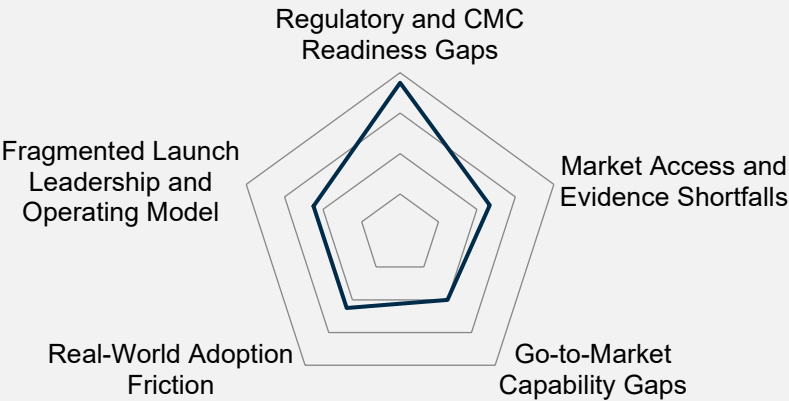 Regulatory and CMC
Readiness Gaps
Fragmented Launch
Leadership and
Operating Model
Market Access and
Evidence Shortfalls
Real-World Adoption
Friction
Go-to-Market
Capability Gaps